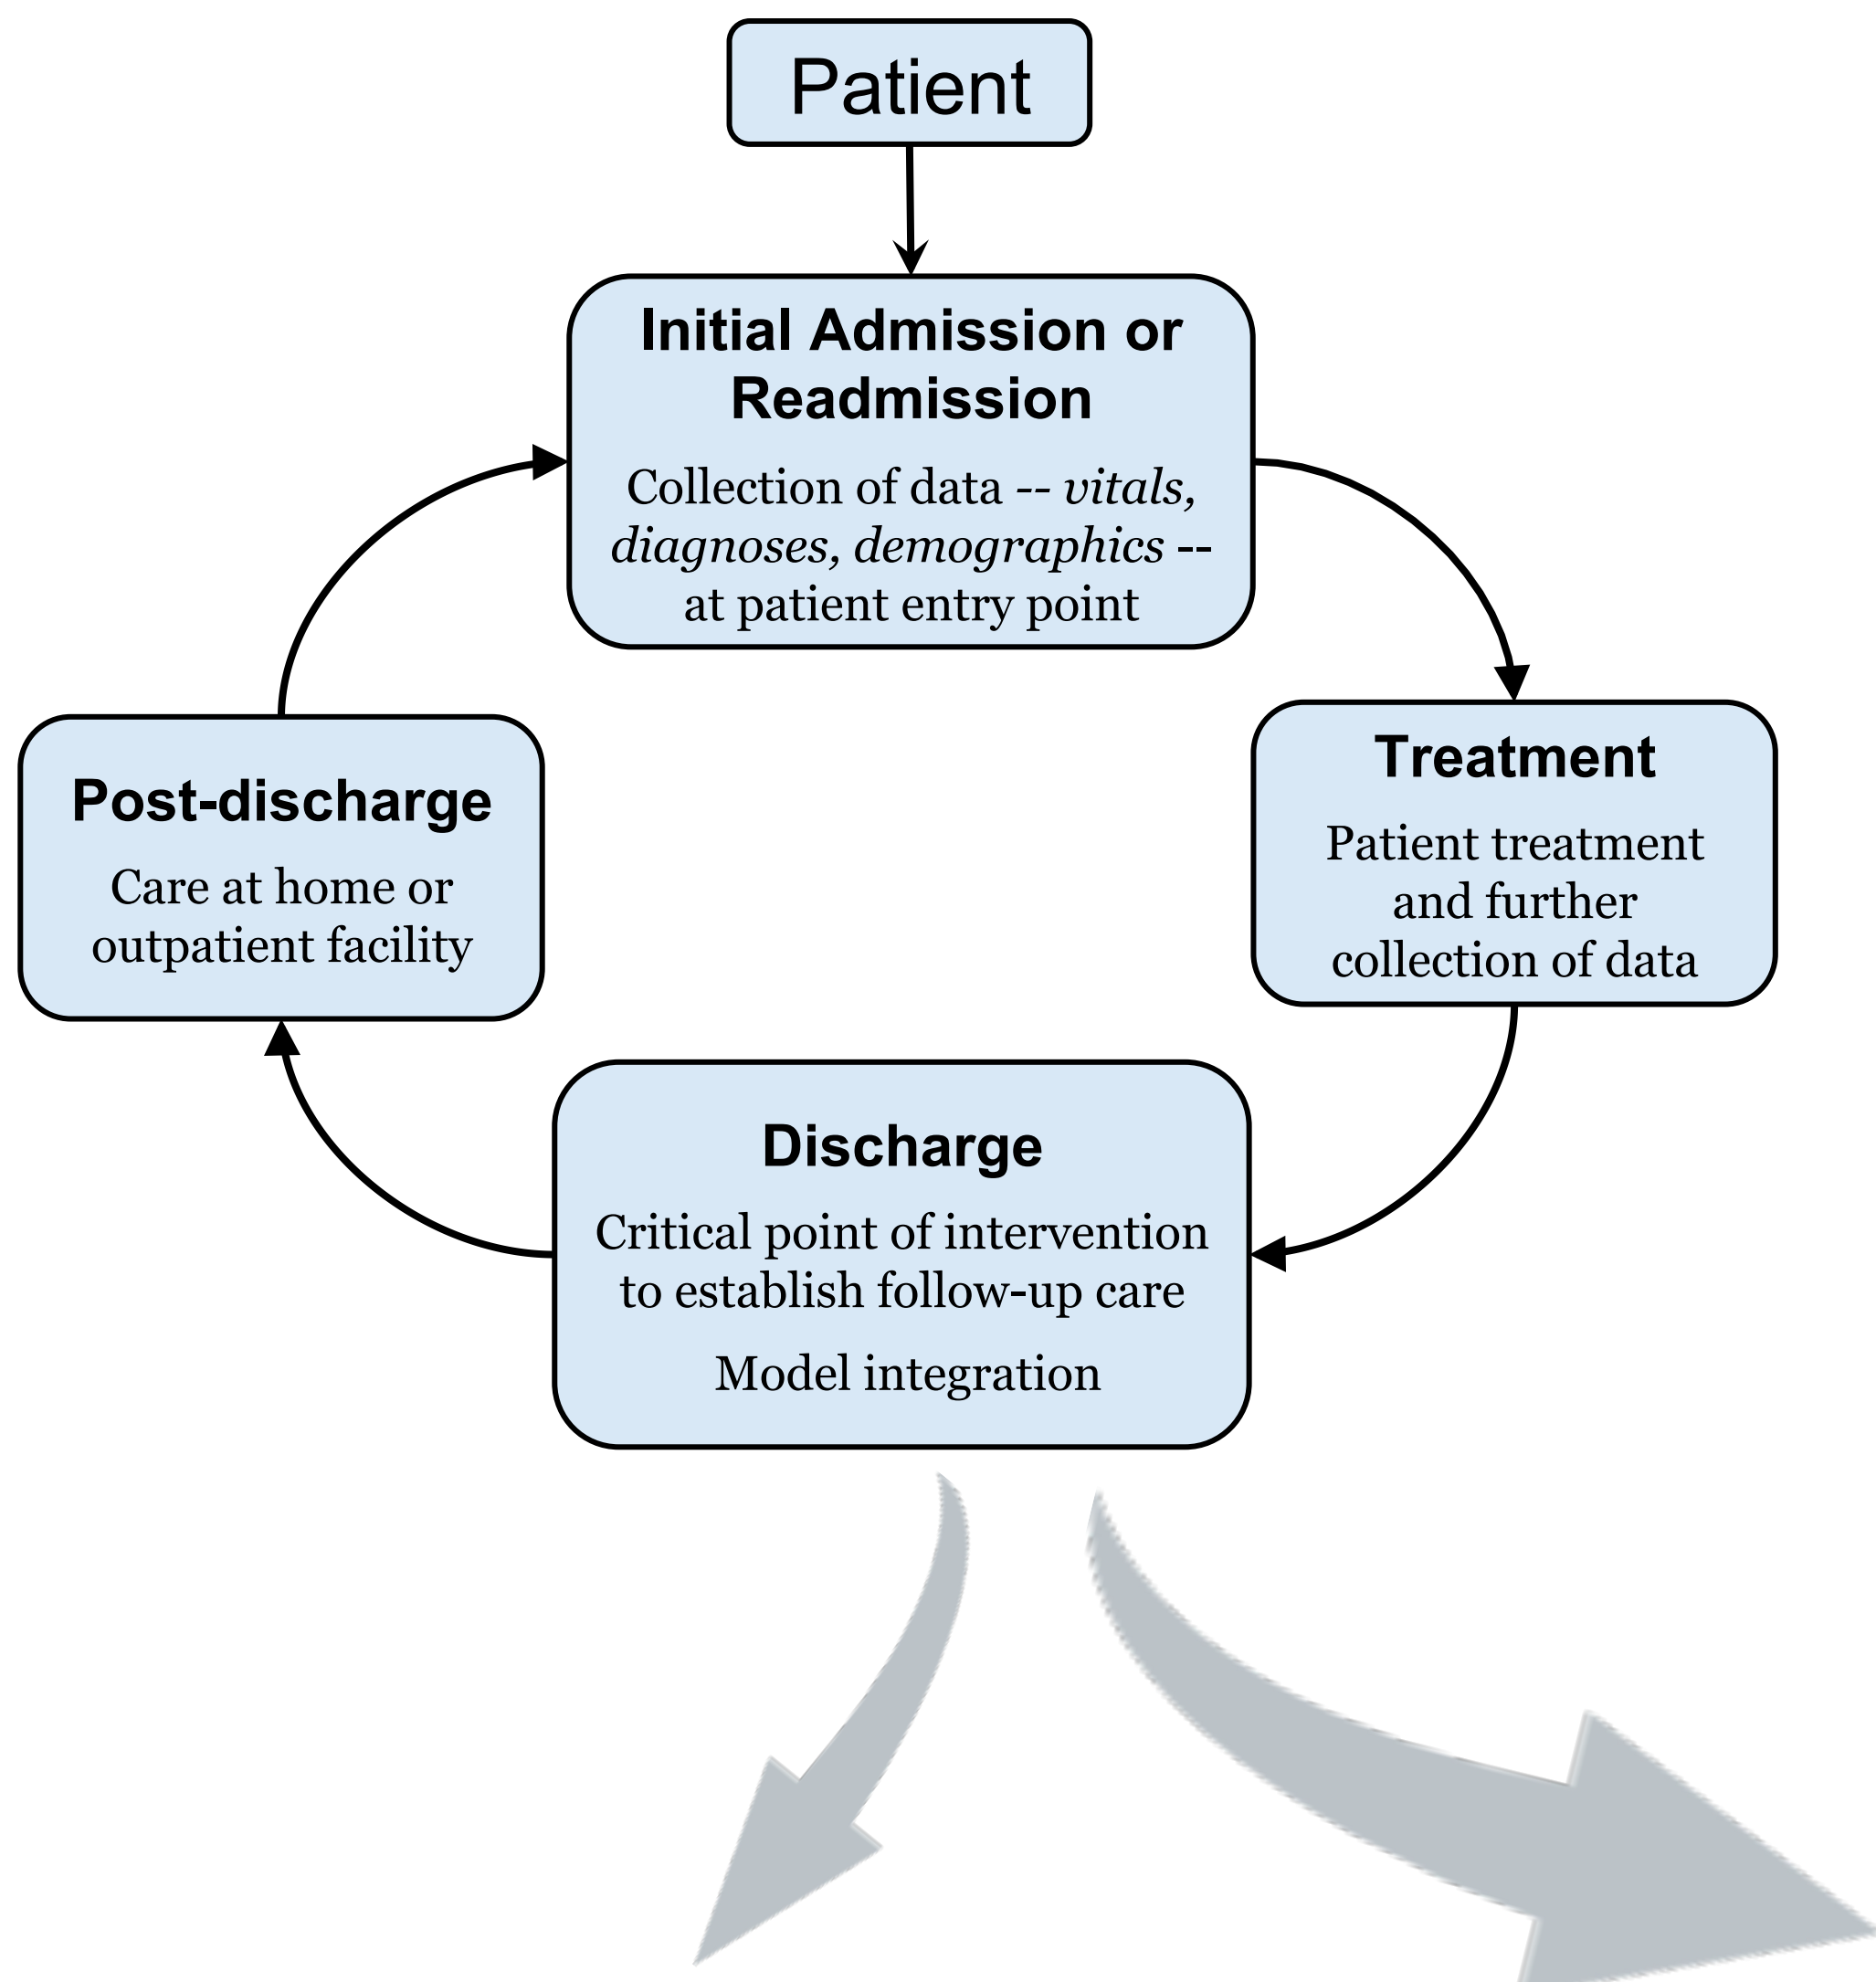 Patient
Initial Admission or
Readmission
Collection of data -- vitals,
diagnoses, demographics --
at patient entry point
Post-discharge
Care at home or
outpatient facility
Treatment
Patient treatment
and further
collection of data
Discharge
Critical point of intervention
to establish follow-up care
Model integration